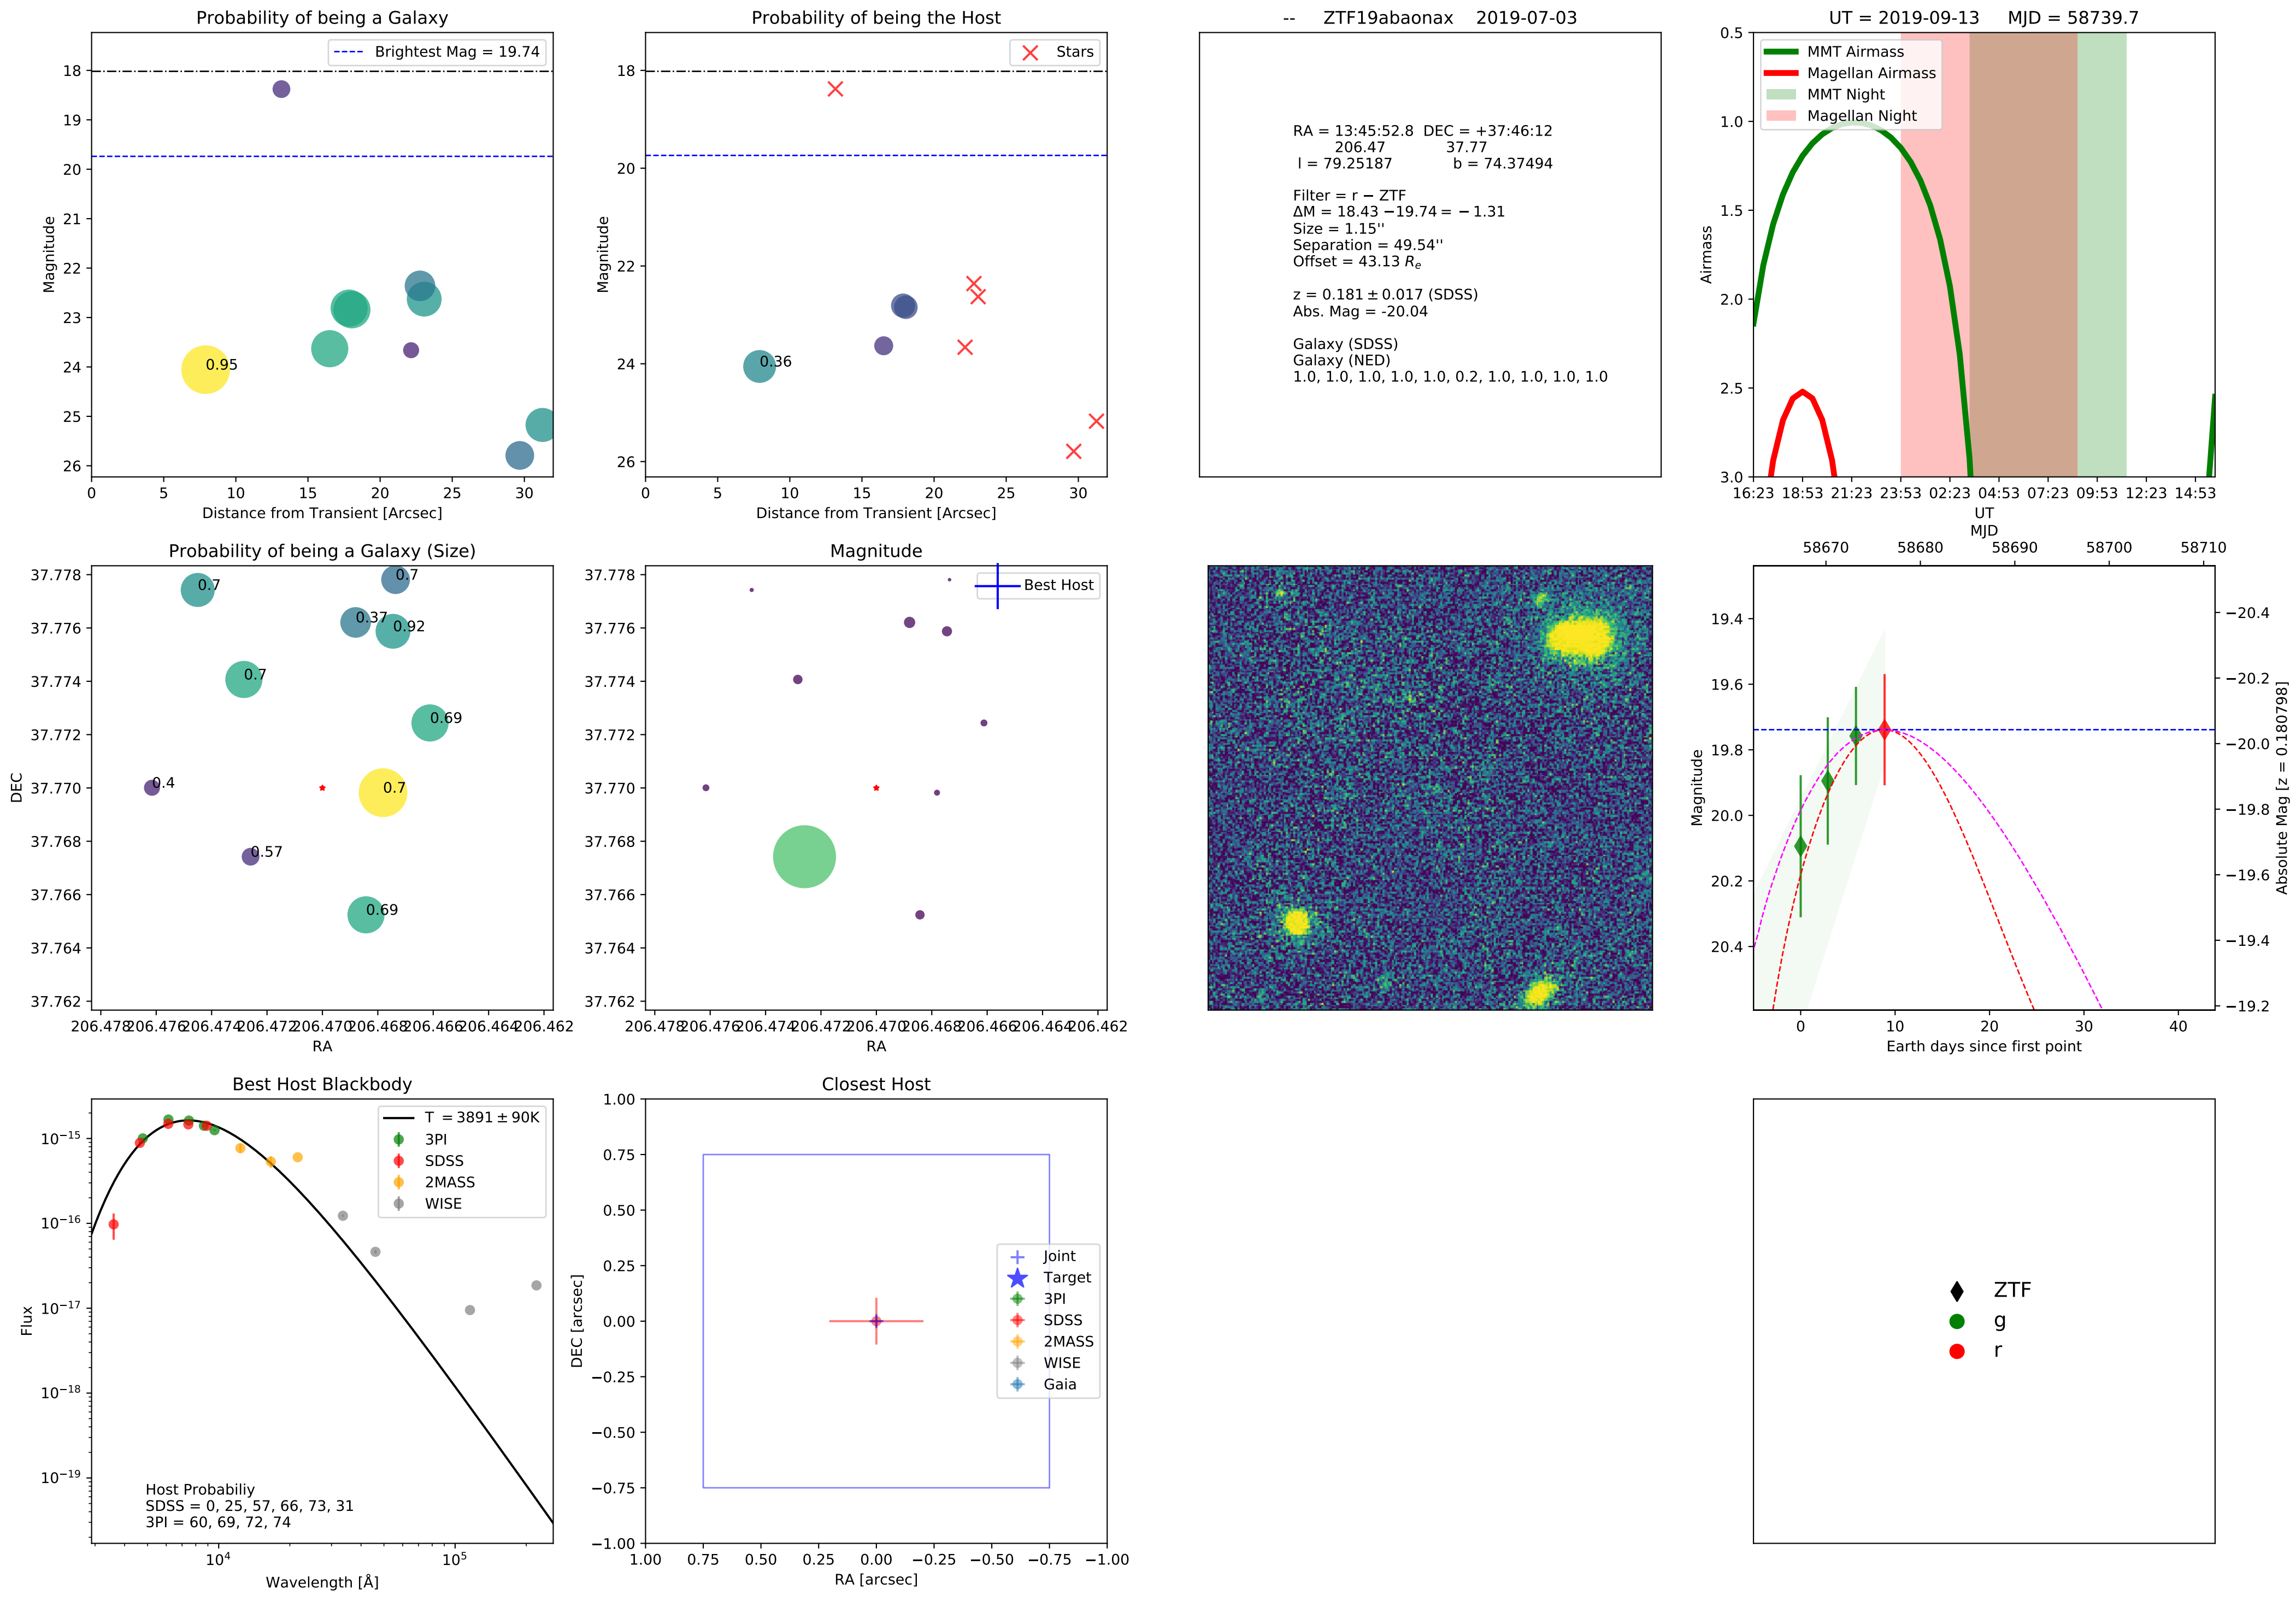 Probability of being a Galaxy
Brightest Mag = 19.74
18
19
20
21
22
23
24
25
26
Magnitude
0.95
0 5 10 15 20 25 30
Distance from Transient [Arcsec]
Probability of being the Host
Stars
18
20
22
24
26
Magnitude
0.36
0 5 10 15 20 25 30
Distance from Transient [Arcsec]
-- ZTF19abaonax 2019-07-03
RA = 13:45:52.8 DEC = +37:46:12
206.47 37.77
l = 79.25187 b = 74.37494
Filter = r − ZTF
ΔM = 18.43 −19.74 = − 1.31
Size = 1.15''
Separation = 49.54''
Offset = 43.13 Re
z = 0.181 ± 0.017 (SDSS)
Abs. Mag = -20.04
Galaxy (SDSS)
Galaxy (NED)
1.0, 1.0, 1.0, 1.0, 1.0, 0.2, 1.0, 1.0, 1.0, 1.0
UT = 2019-09-13 MJD = 58739.7
MMT Airmass
Magellan Airmass
MMT Night
Magellan Night
0.5
1.0
1.5
2.0
2.5
3.0
Airmass
16:23 18:53 21:23 23:53 02:23 04:53 07:23 09:53 12:23 14:53
UT
Probability of being a Galaxy (Size)
37.778
37.776
37.774
37.772
37.770
37.768
37.766
37.764
37.762
DEC
0.7
0.7
0.37
0.92
0.7
0.69
0.4
0.7
0.57
0.69
206.478 206.476 206.474 206.472 206.470 206.468 206.466 206.464 206.462
RA
Magnitude
Best Host
37.778
37.776
37.774
37.772
37.770
37.768
37.766
37.764
37.762
206.478 206.476 206.474 206.472 206.470 206.468 206.466 206.464 206.462
RA
MJD
58670 58680 58690 58700 58710
19.4
19.6
19.8
20.0
20.2
20.4
Magnitude
−20.4
−20.2
−20.0
−19.8
−19.6
−19.4
−19.2
Absolute Mag [z = 0.180798]
0 10 20 30 40
Earth days since first point
Best Host Blackbody
T = 3891 ± 90K
3PI
SDSS
2MASS
WISE
10−15
10−16
10−17
10−18
10−19
Flux
Host Probabiliy
SDSS = 0, 25, 57, 66, 73, 31
3PI = 60, 69, 72, 74
104 105
Wavelength [Å]
Closest Host
1.00
0.75
0.50
0.25
0.00
−0.25
−0.50
−0.75
−1.00
DEC [arcsec]
Joint
Target
3PI
SDSS
2MASS
WISE
Gaia
1.00 0.75 0.50 0.25 0.00 −0.25 −0.50 −0.75 −1.00
RA [arcsec]
ZTF
g
r